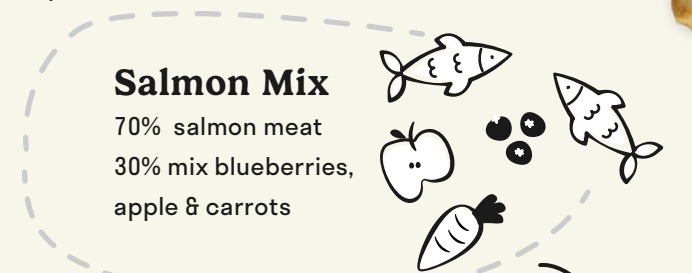 Salmon Mix
70% salmon meat
30% mix blueberries,
apple & carrots